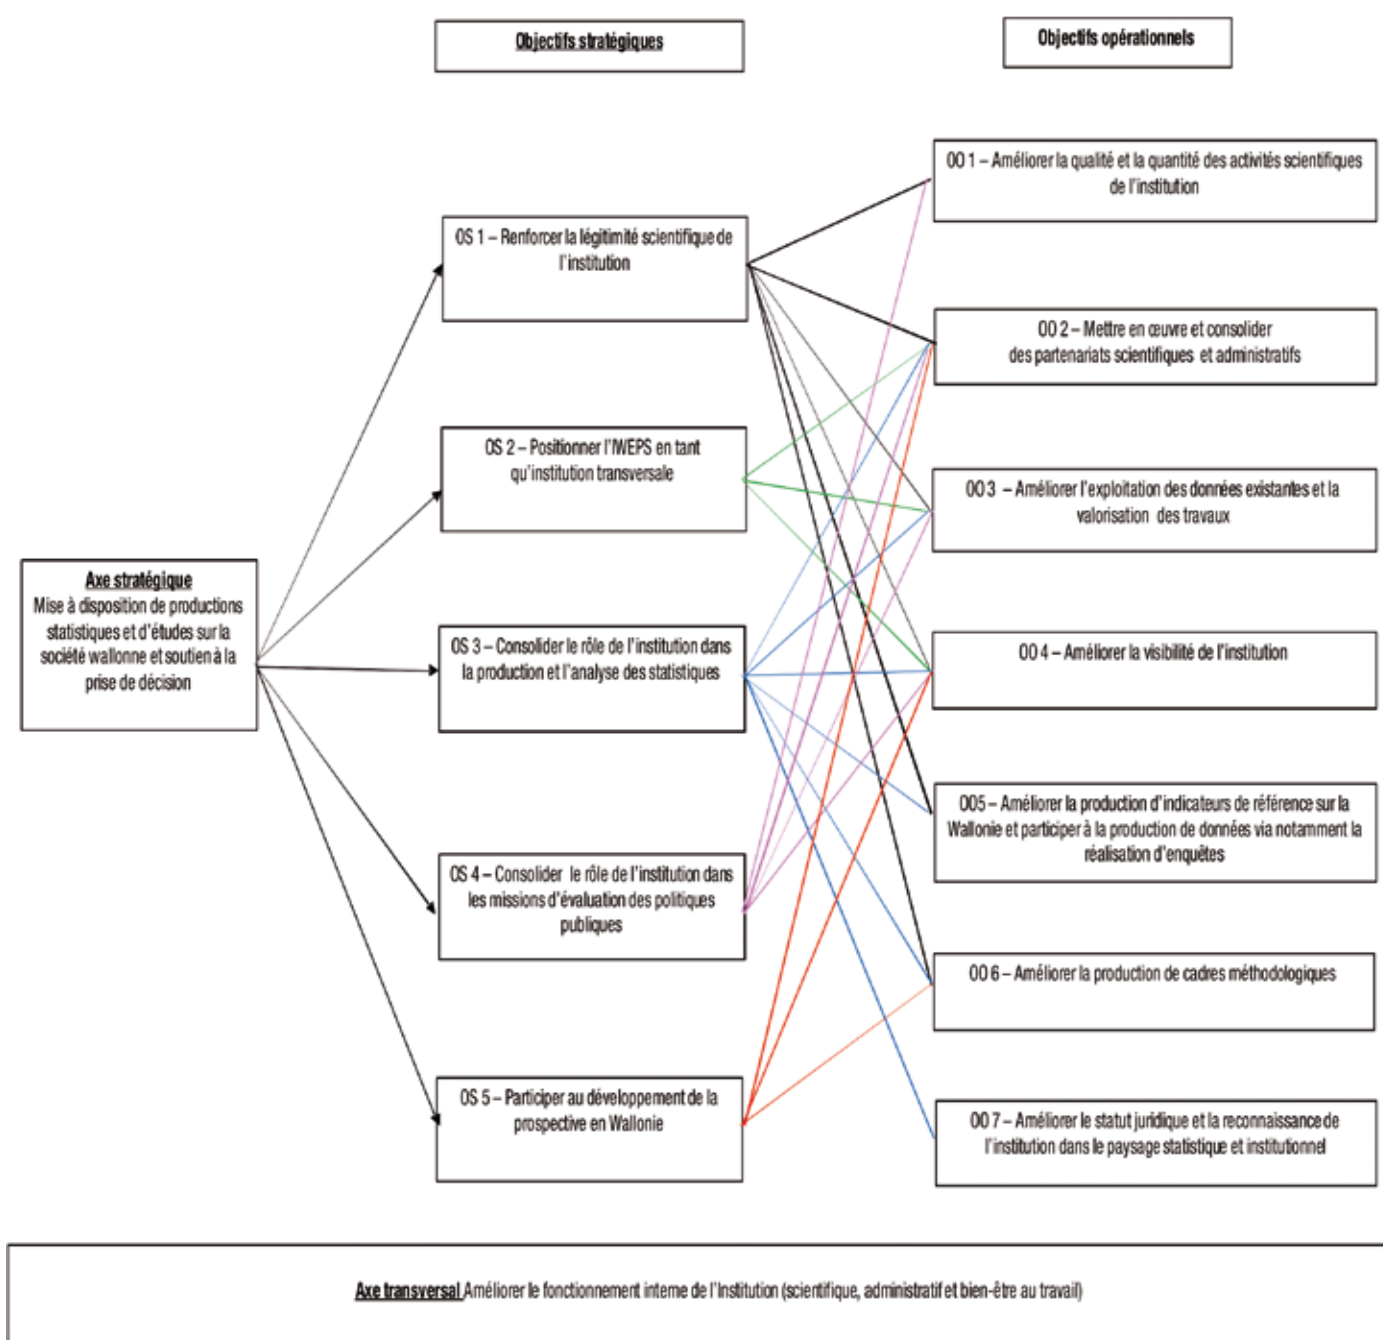 Objectifs stratégiques
Objectifs opérationnels
OO 1 – Améliorer la qualité et la quantité des activités scientifiques
de l'institution
OS 1 – Renforcer la légitimité scientifique de
l'institution
OO 2 – Mettre en œuvre et consolider
des partenariats scientifiques et administratifs
OS 2 – Positionner l'IWEPS en tant
qu'institution transversale
OO 3 – Améliorer l'exploitation des données existantes et la
valorisation des travaux
Axe stratégique
Mise à disposition de productions
statistiques et d'études sur la
société wallonne et soutien à la
prise de décision
OS 3 – Consolider le rôle de l'institution dans
la production et l'analyse des statistiques
OO 4 – Améliorer la visibilité de l'institution
OO5 – Améliorer la production d'indicateurs de référence sur la
Wallonie et participer à la production de données via notamment la
réalisation d'enquêtes
OS 4 – Consolider le rôle de l'institution dans
les missions d'évaluation des politiques
publiques
OO 6 – Améliorer la production de cadres méthodologiques
OS 5 – Participer au développement de la
prospective en Wallonie
OO 7 – Améliorer le statut juridique et la reconnaissance de
l'institution dans le paysage statistique et institutionnel
Axe transversal Améliorer le fonctionnement interne de l'Institution (scientifique, administratif et bien-être au travail)